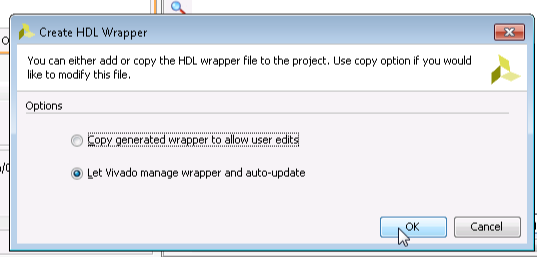 Create HDL Wrapper
You can either add or copy the HDL wrapper file to the project. Use copy option if you would
like to modify this file.
Options
Copy generated wrapper to allow user edits
Let Vivado manage wrapper and auto-update
OK
Cancel